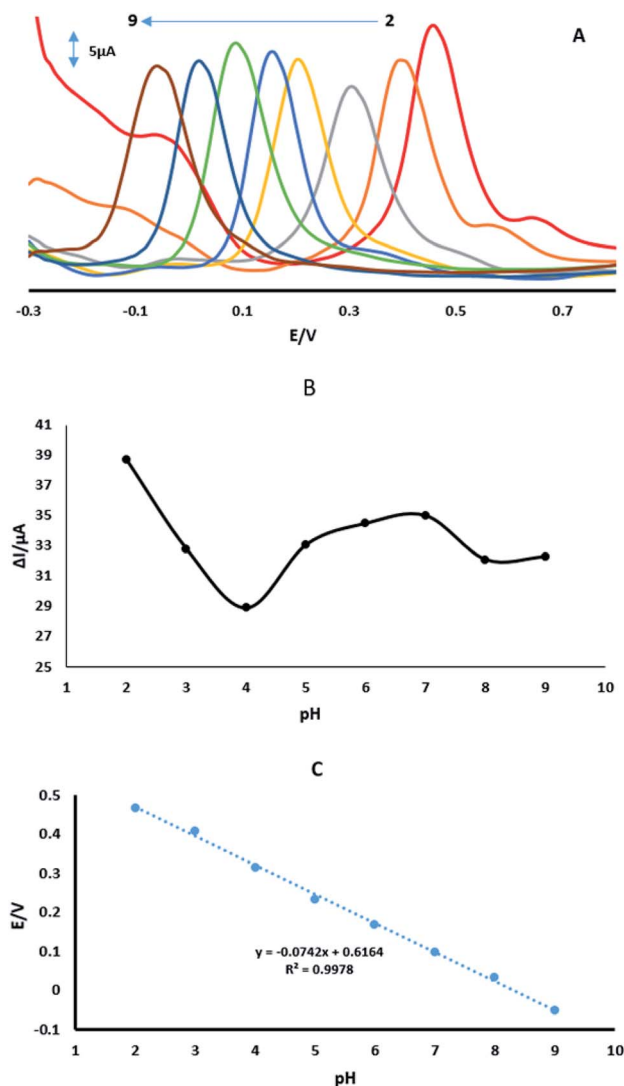 9 2
5µA
A
-0.3 -0.1 0.1 0.3 0.5 0.7
E/V
B
41
39
37
35
33
31
29
27
25
ΔI/µA
1 2 3 4 5 6 7 8 9 10
pH
C
0.5
0.4
0.3
0.2
0.1
0
-0.1
E/V
y = -0.0742x + 0.6164
R² = 0.9978
1 2 3 4 5 6 7 8 9 10
pH